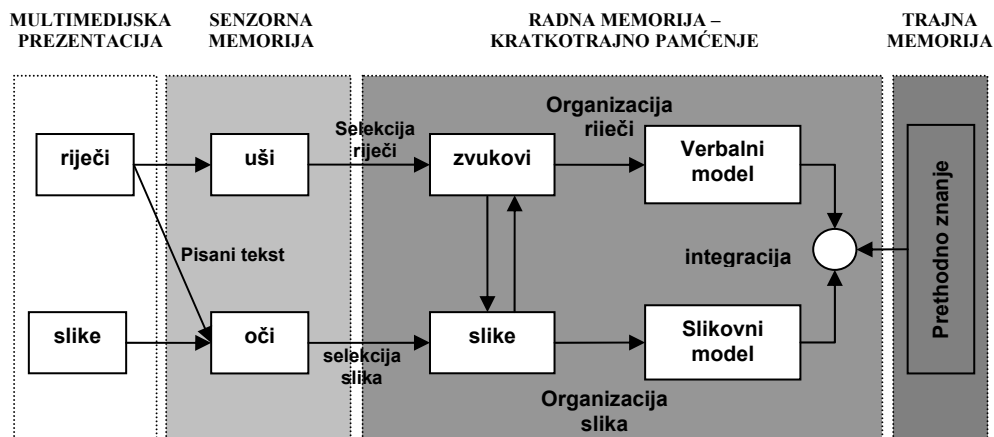 MULTIMEDIJSKA
PREZENTACIJA
SENZORNA
MEMORIJA
RADNA MEMORIJA –
KRATKOTRAJNO PAMĆENJE
TRAJNA
MEMORIJA
riječi
uši
Selekcija
riječi
zvukovi
Organizacija
riieči
Verbalni
model
Pisani tekst
integracija
Prethodno znanje
slike
oči
selekcija
slika
slike
Slikovni
model
Organizacija
slika